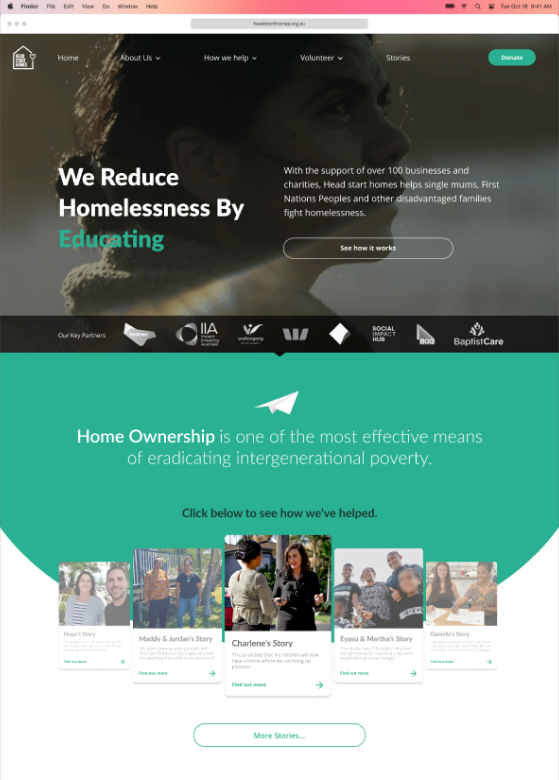 Finder File Edit View Go Window Help
Tue Oct 18 9:41 AM
headstarthomes.org.au
HEAD START HOMES
Home About Us How we help Volunteer Stories Donate
We Reduce
Homelessness By
Educating
With the support of over 100 businesses and
charities, Head start homes helps single mums, First
Nations Peoples and other disadvantaged families
fight homelessness.
See how it works
Our Key Partners
IIA
Impact
Investing
Australia
wollongong
SOCIAL
IMPACT
HUB
BOQ
BaptistCare
Home Ownership is one of the most effective means
of eradicating intergenerational poverty.
Click below to see how we've helped.
Hope's Story
Find out more
Maddy & Jordan's Story
Find out more
Charlene's Story
"I'm so excited that my children will now
have a home where we can hang up
pictures"
Find out more
Eyasu & Martha's Story
Find out more
Danielle's Story
Find out more
More Stories...